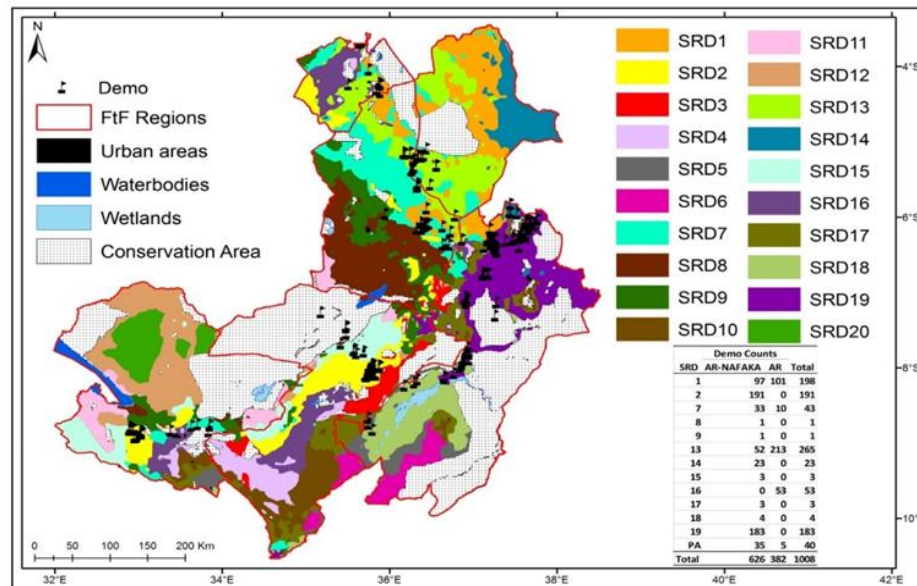 N
Demo
FtF Regions
Urban areas
Waterbodies
Wetlands
Conservation Area
SRD1
SRD2
SRD3
SRD4
SRD5
SRD6
SRD7
SRD8
SRD9
SRD10
SRD11
SRD12
SRD13
SRD14
SRD15
SRD16
SRD17
SRD18
SRD19
SRD20
Demo Counts
SRD AR-NAFAKA AR Total
1 97 101 198
2 191 0 191
7 33 10 43
8 1 0 1
9 1 0 1
13 52 213 265
14 23 0 23
15 3 0 3
16 0 53 53
17 3 0 3
18 4 0 4
19 183 0 183
PA 35 5 40
Total 626 382 1008
4°S
6°S
8°S
10°S
0 25 50 100 150 200 Km
32°E 34°E 36°E 38°E 40°E 42°E